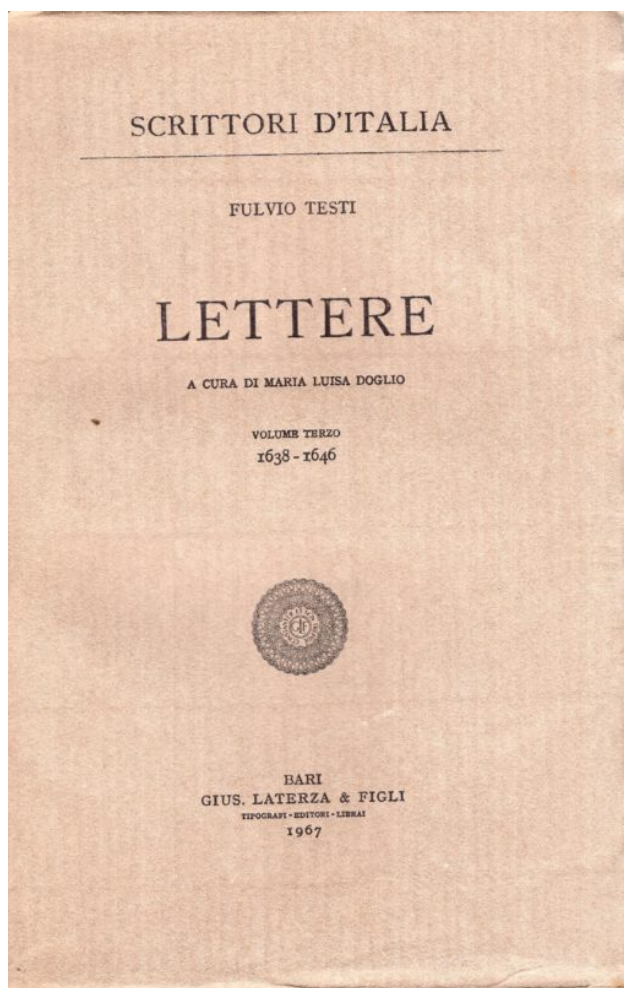 SCRITTORI D'ITALIA
FULVIO TESTI
LETTERE
A CURA DI MARIA LUISA DOGLIO
VOLUME TERZO
1638 - 1646
BARI
GIUS. LATERZA & FIGLI
TIPOGRAFI - EDITORI - LIBRAI
1967